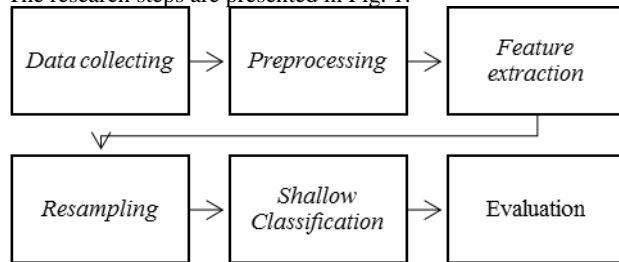 The research steps are presented in Fig. 1.
Data collecting
Preprocessing
Feature
extraction
Resampling
Shallow
Classification
Evaluation